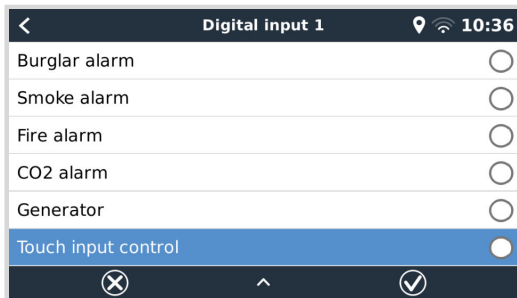 Digital input 1
10:36
Burglar alarm
Smoke alarm
Fire alarm
CO2 alarm
Generator
Touch input control